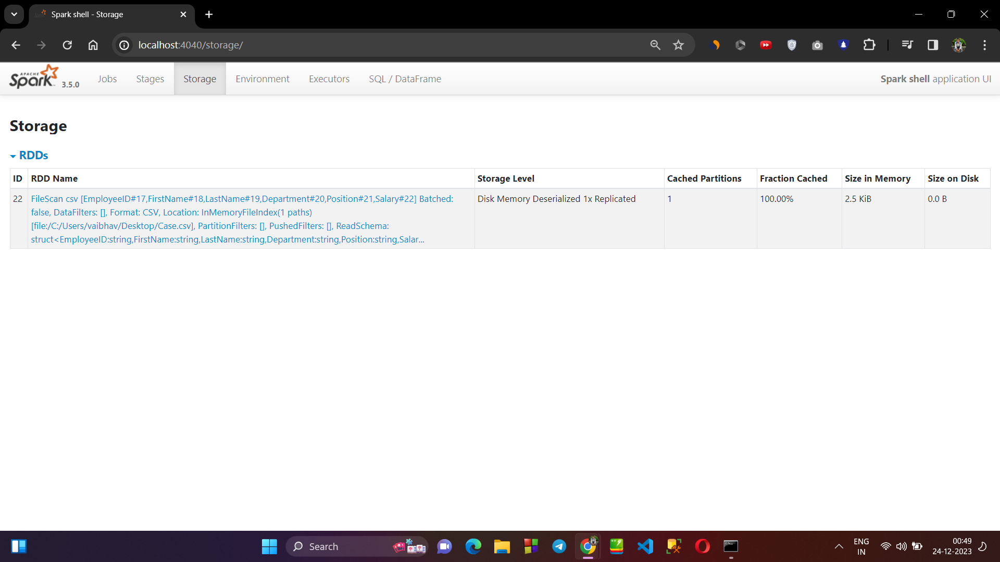 Spark shell - Storage
localhost:4040/storage/
APACHE
Spark 3.5.0 Jobs Stages Storage Environment Executors SQL / DataFrame Spark shell application UI
Storage
RDDs
ID RDD Name Storage Level Cached Partitions Fraction Cached Size in Memory Size on Disk
22 FileScan csv [EmployeeID#17,FirstName#18,LastName#19,Department#20,Position#21,Salary#22] Batched: Disk Memory Deserialized 1x Replicated 1 100.00% 2.5 KiB 0.0 B
false, DataFilters: [], Format: CSV, Location: InMemoryFileIndex(1 paths)
[file:/C:/Users/vaibhav/Desktop/Case.csv], PartitionFilters: [], PushedFilters: [], ReadSchema:
struct<EmployeeID:string,FirstName:string,LastName:string,Department:string,Position:string,Salar...
Search ENG 00:49
IN 24-12-2023